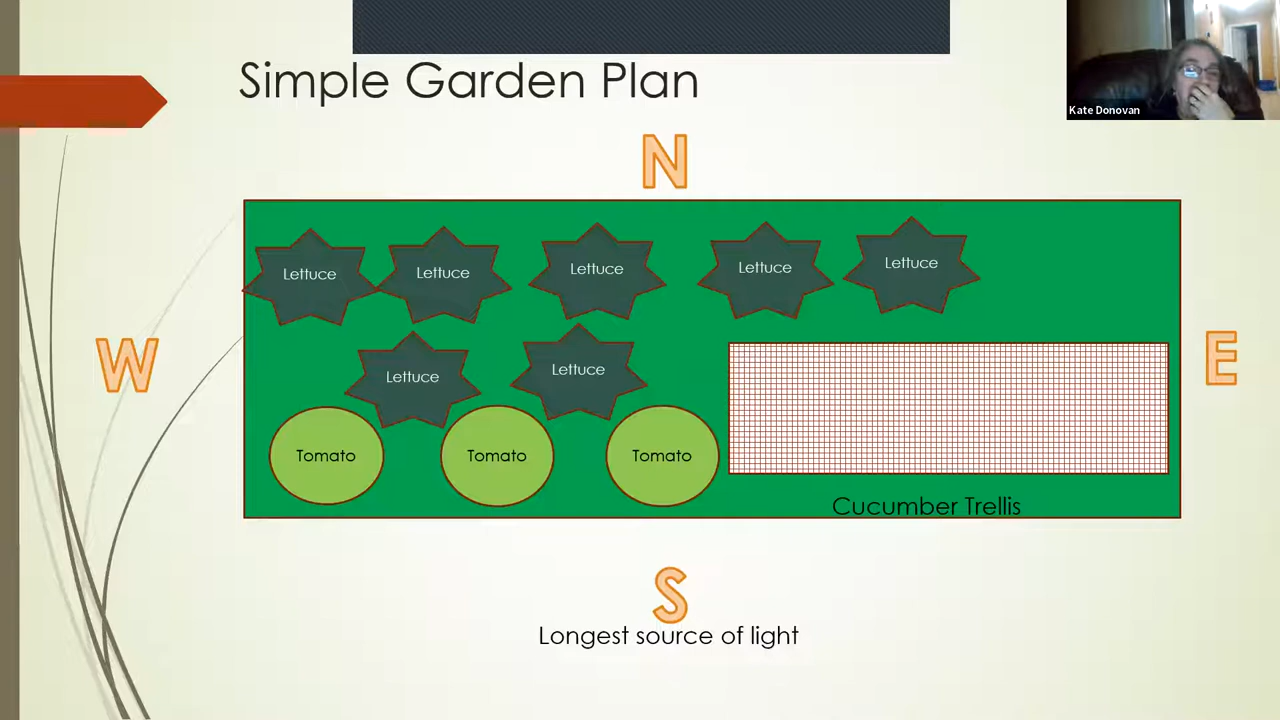 Simple Garden Plan
Kate Donovan
N
Lettuce
Lettuce
Lettuce
Lettuce
Lettuce
W
E
Lettuce
Lettuce
Tomato
Tomato
Tomato
Cucumber Trellis
S
Longest source of light